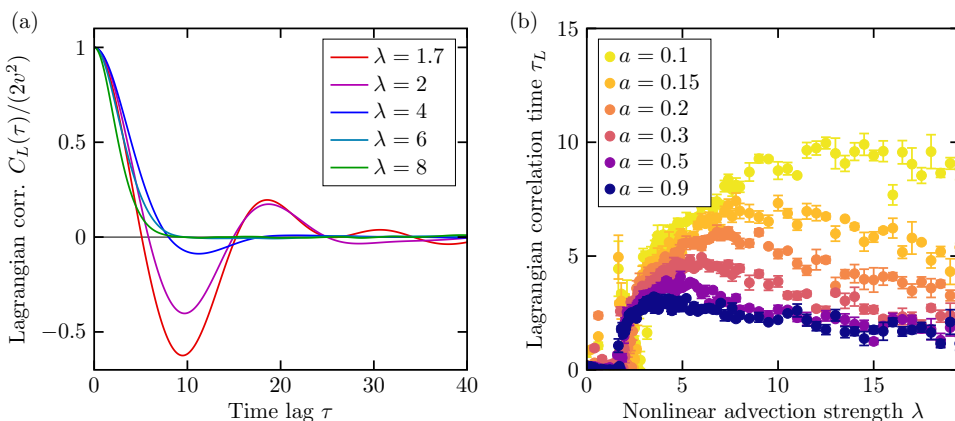 (a)
Lagrangian corr. C_L(τ)/(2v²)
1
0.5
0
−0.5
0
10
20
30
40
Time lag τ
λ = 1.7
λ = 2
λ = 4
λ = 6
λ = 8
(b)
Lagrangian correlation time τ_L
15
10
5
0
0
5
10
15
Nonlinear advection strength λ
a = 0.1
a = 0.15
a = 0.2
a = 0.3
a = 0.5
a = 0.9